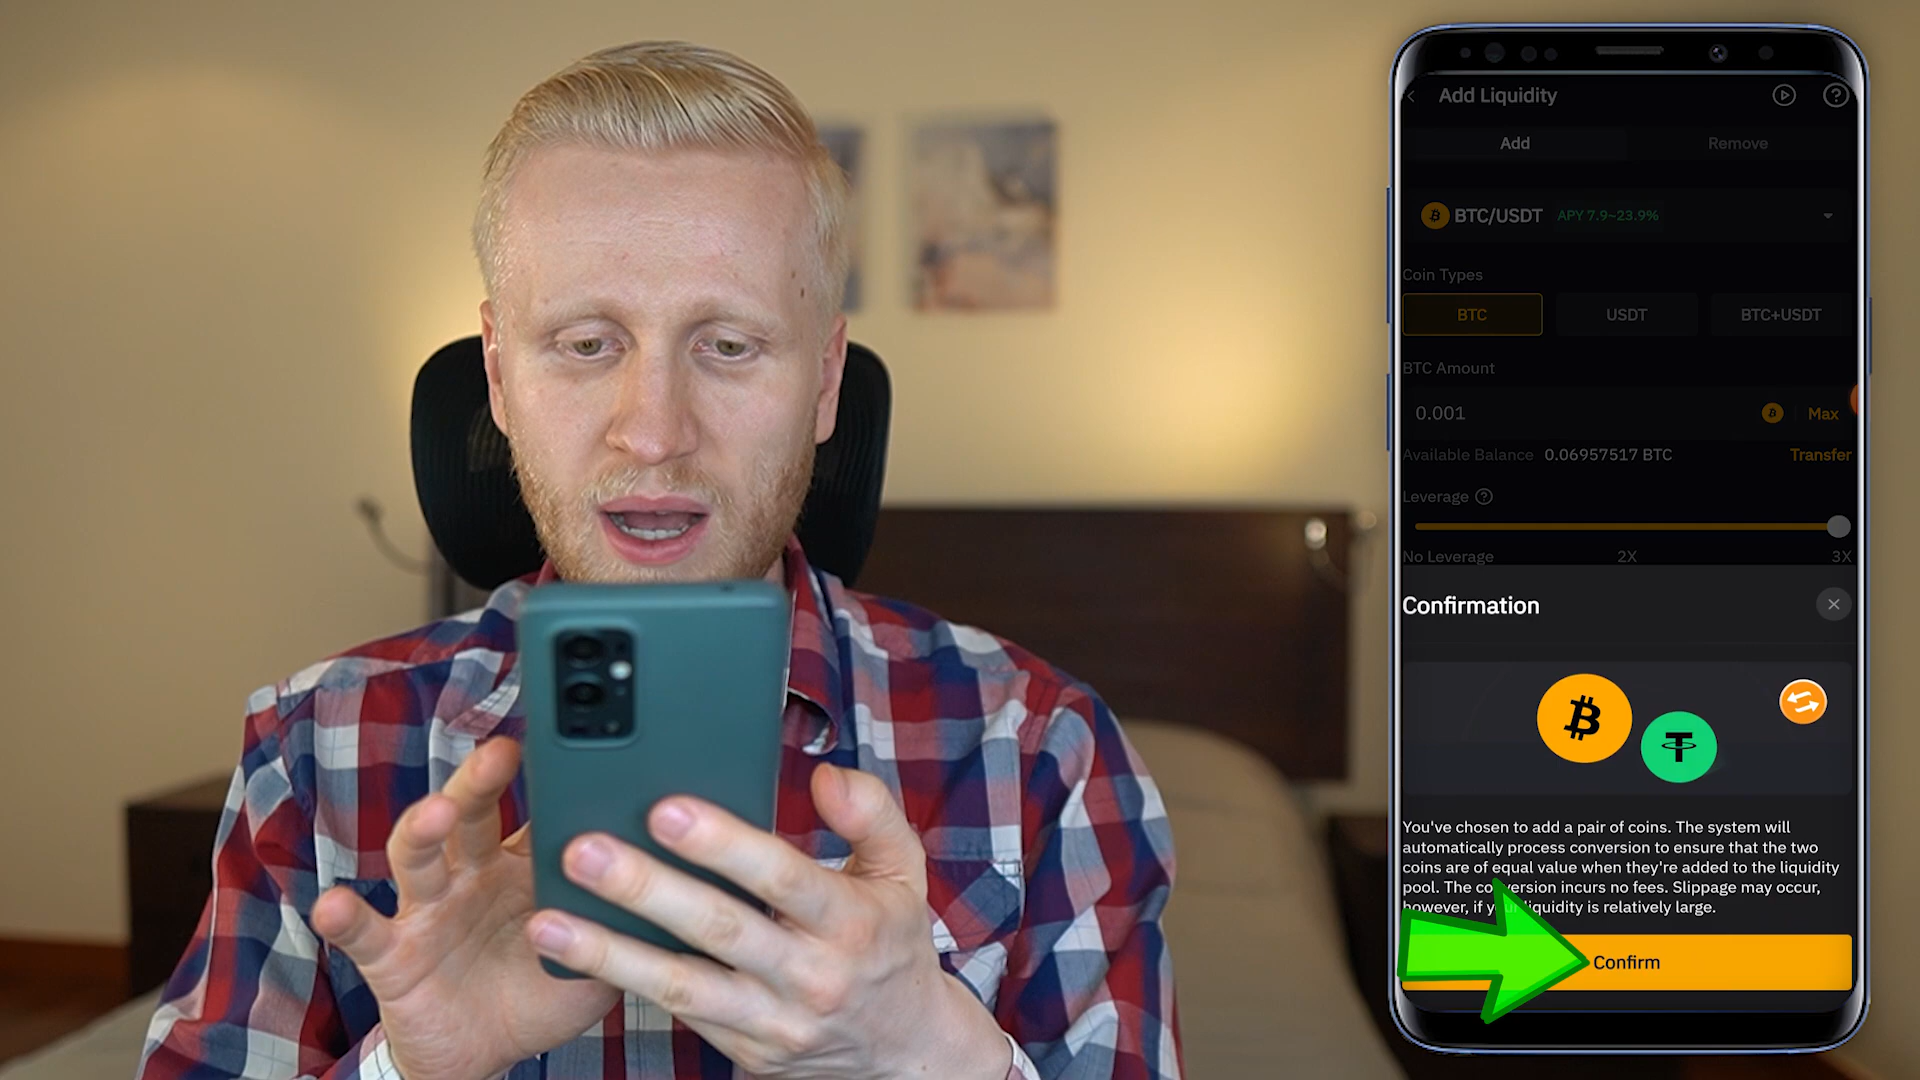 Add Liquidity
Add Remove
BTC/USDT APY 7.9~23.9%
Coin Types
BTC USDT BTC+USDT
BTC Amount
0.001 Max
Available Balance 0.06957517 BTC Transfer
Leverage
No Leverage 2X 3X
Confirmation
You've chosen to add a pair of coins. The system will
automatically process conversion to ensure that the two
coins are of equal value when they're added to the liquidity
pool. The conversion incurs no fees. Slippage may occur,
however, if your liquidity is relatively large.
Confirm